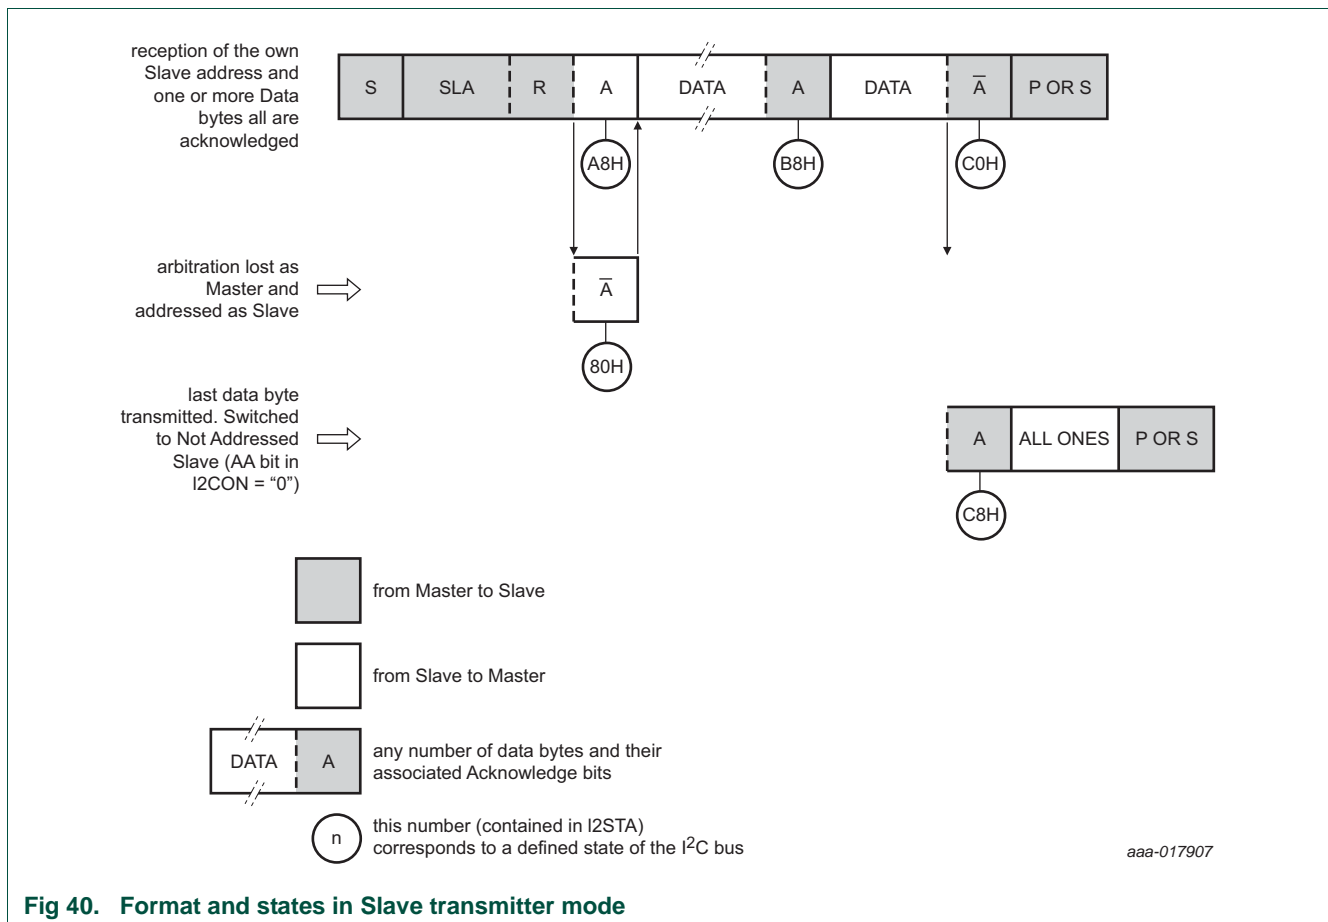 reception of the own
Slave address and
one or more Data
bytes all are
acknowledged
S SLA R A DATA A DATA A P OR S
A8H B8H C0H
arbitration lost as
Master and
addressed as Slave
A
80H
last data byte
transmitted. Switched
to Not Addressed
Slave (AA bit in
I2CON = “0”)
A ALL ONES P OR S
C8H
from Master to Slave
from Slave to Master
DATA A
any number of data bytes and their
associated Acknowledge bits
n
this number (contained in I2STA)
corresponds to a defined state of the I2C bus
aaa-017907
Fig 40. Format and states in Slave transmitter mode